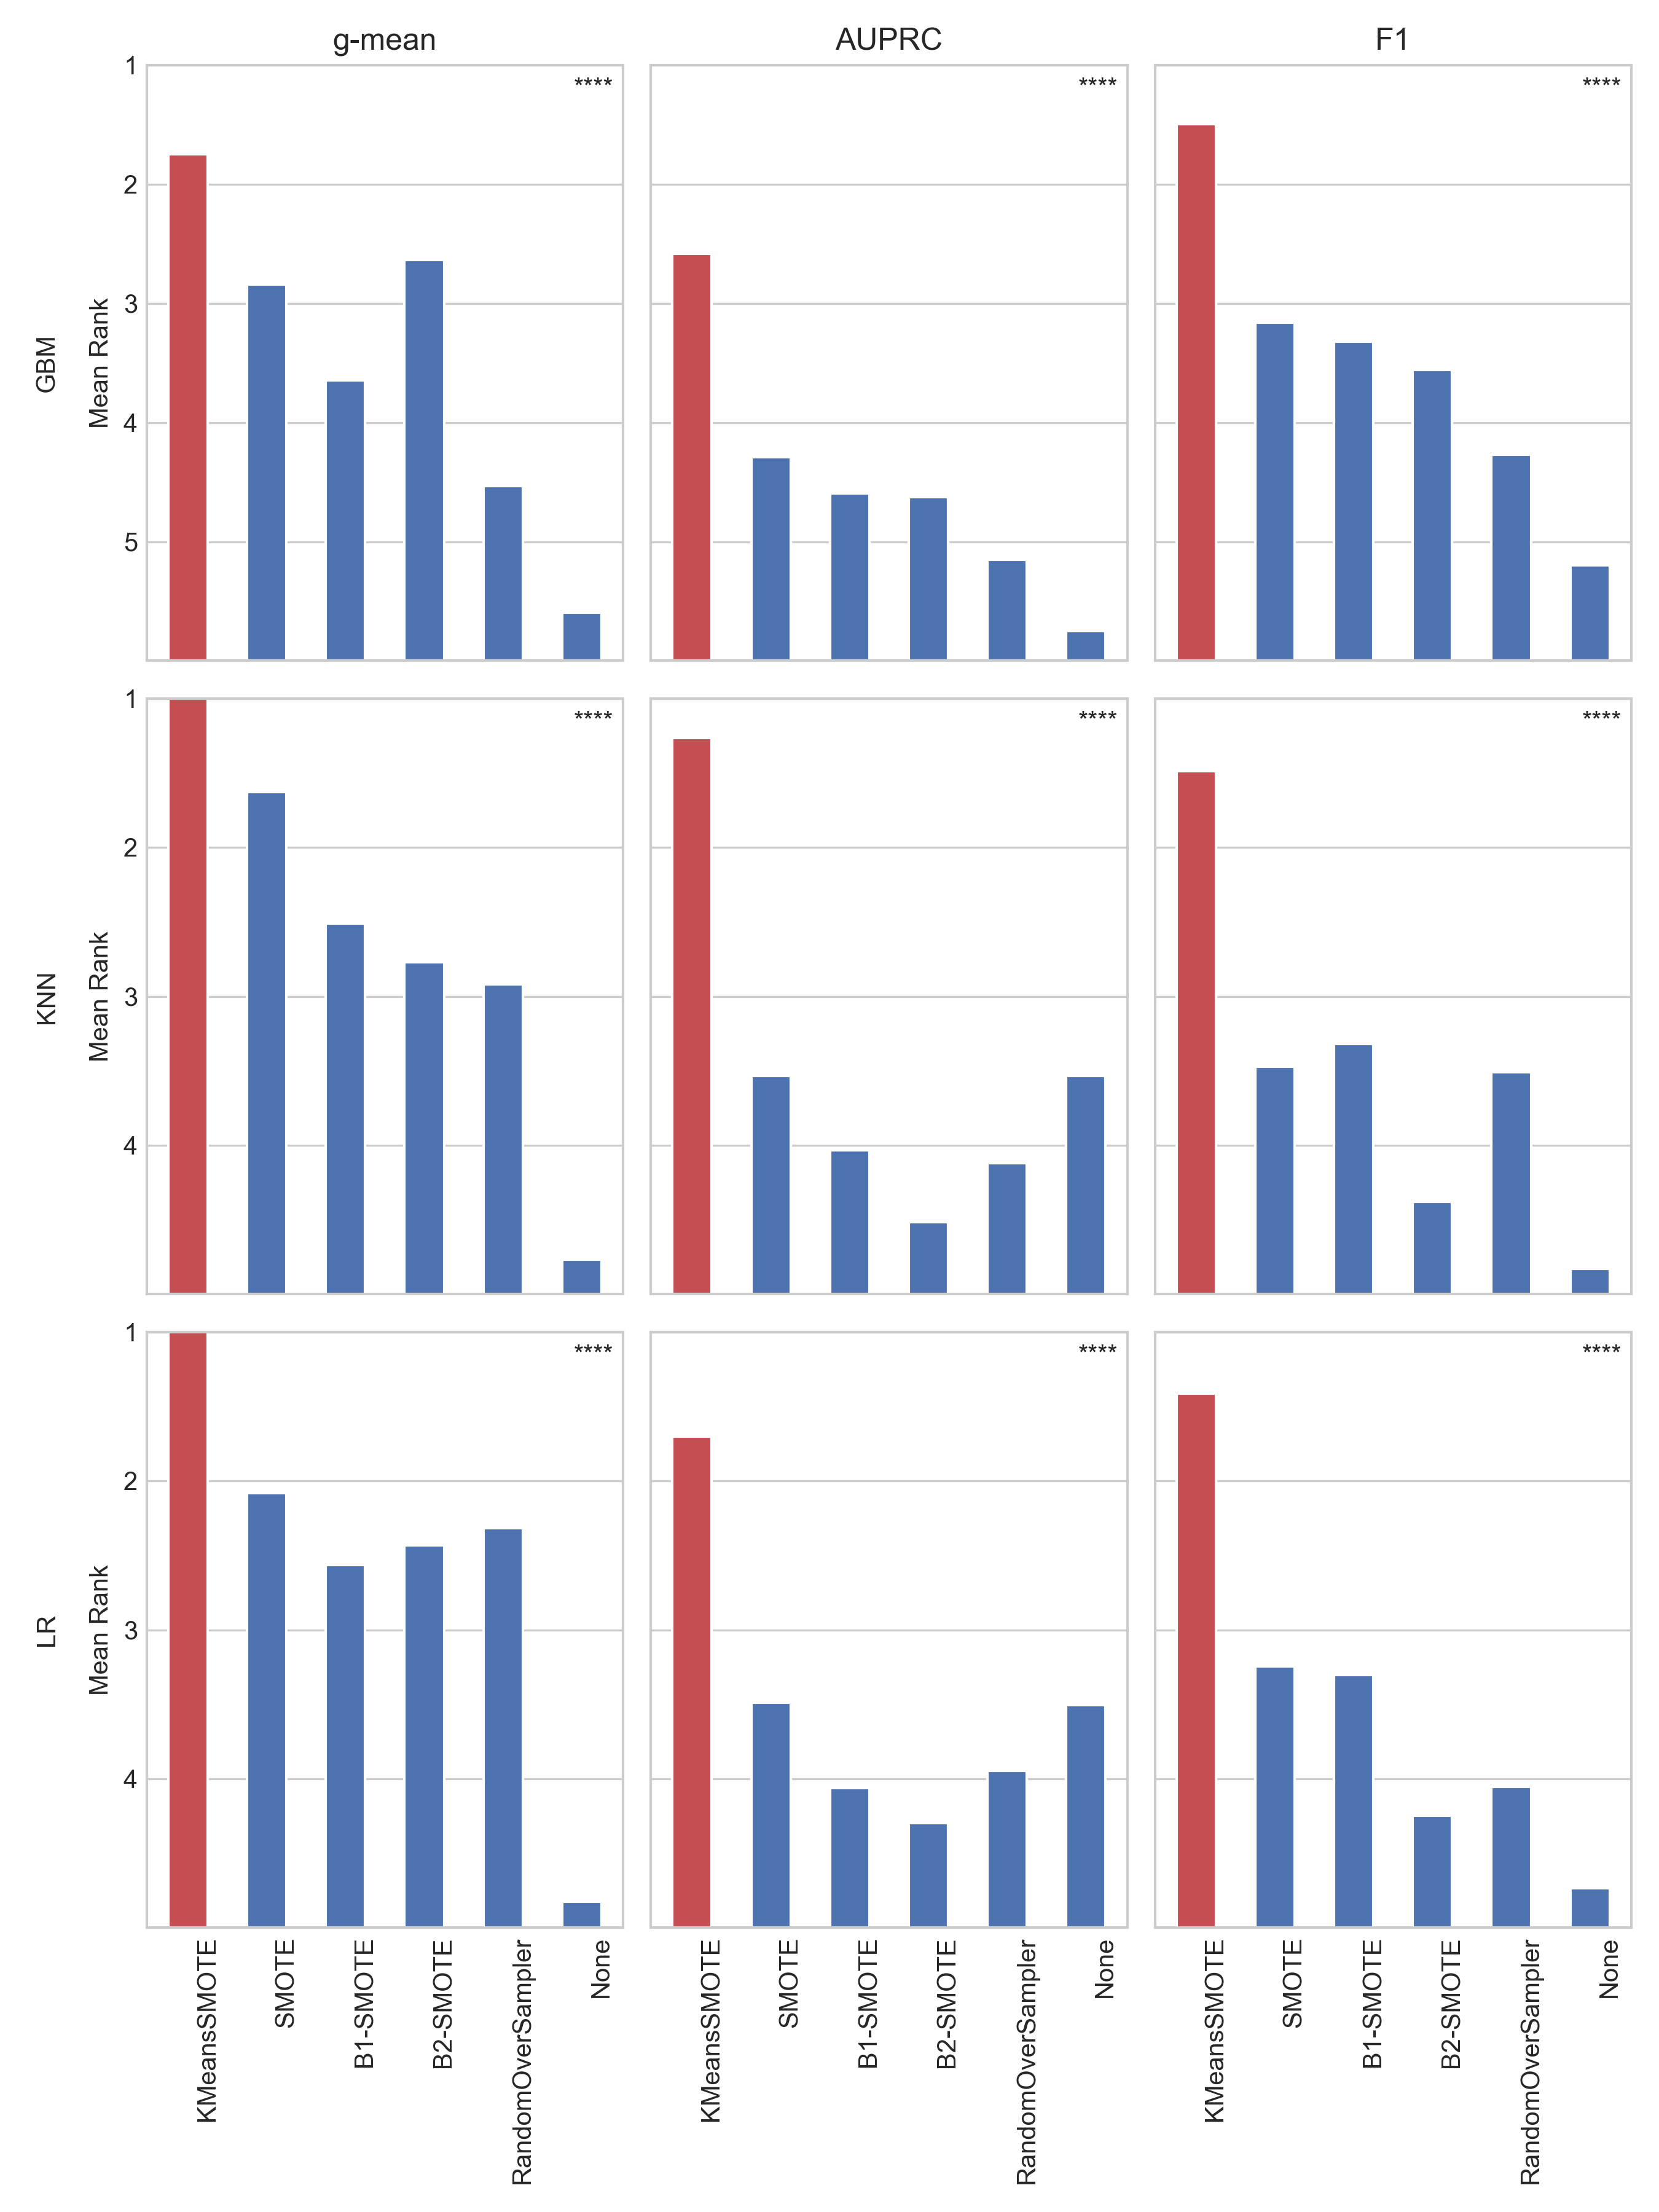 g-mean AUPRC F1
GBM
Mean Rank
1
2
3
4
5
**** **** ****
KNN
Mean Rank
1
2
3
4
**** **** ****
LR
Mean Rank
1
2
3
4
**** **** ****
KMeansSMOTE SMOTE B1-SMOTE B2-SMOTE RandomOverSampler None
KMeansSMOTE SMOTE B1-SMOTE B2-SMOTE RandomOverSampler None
KMeansSMOTE SMOTE B1-SMOTE B2-SMOTE RandomOverSampler None